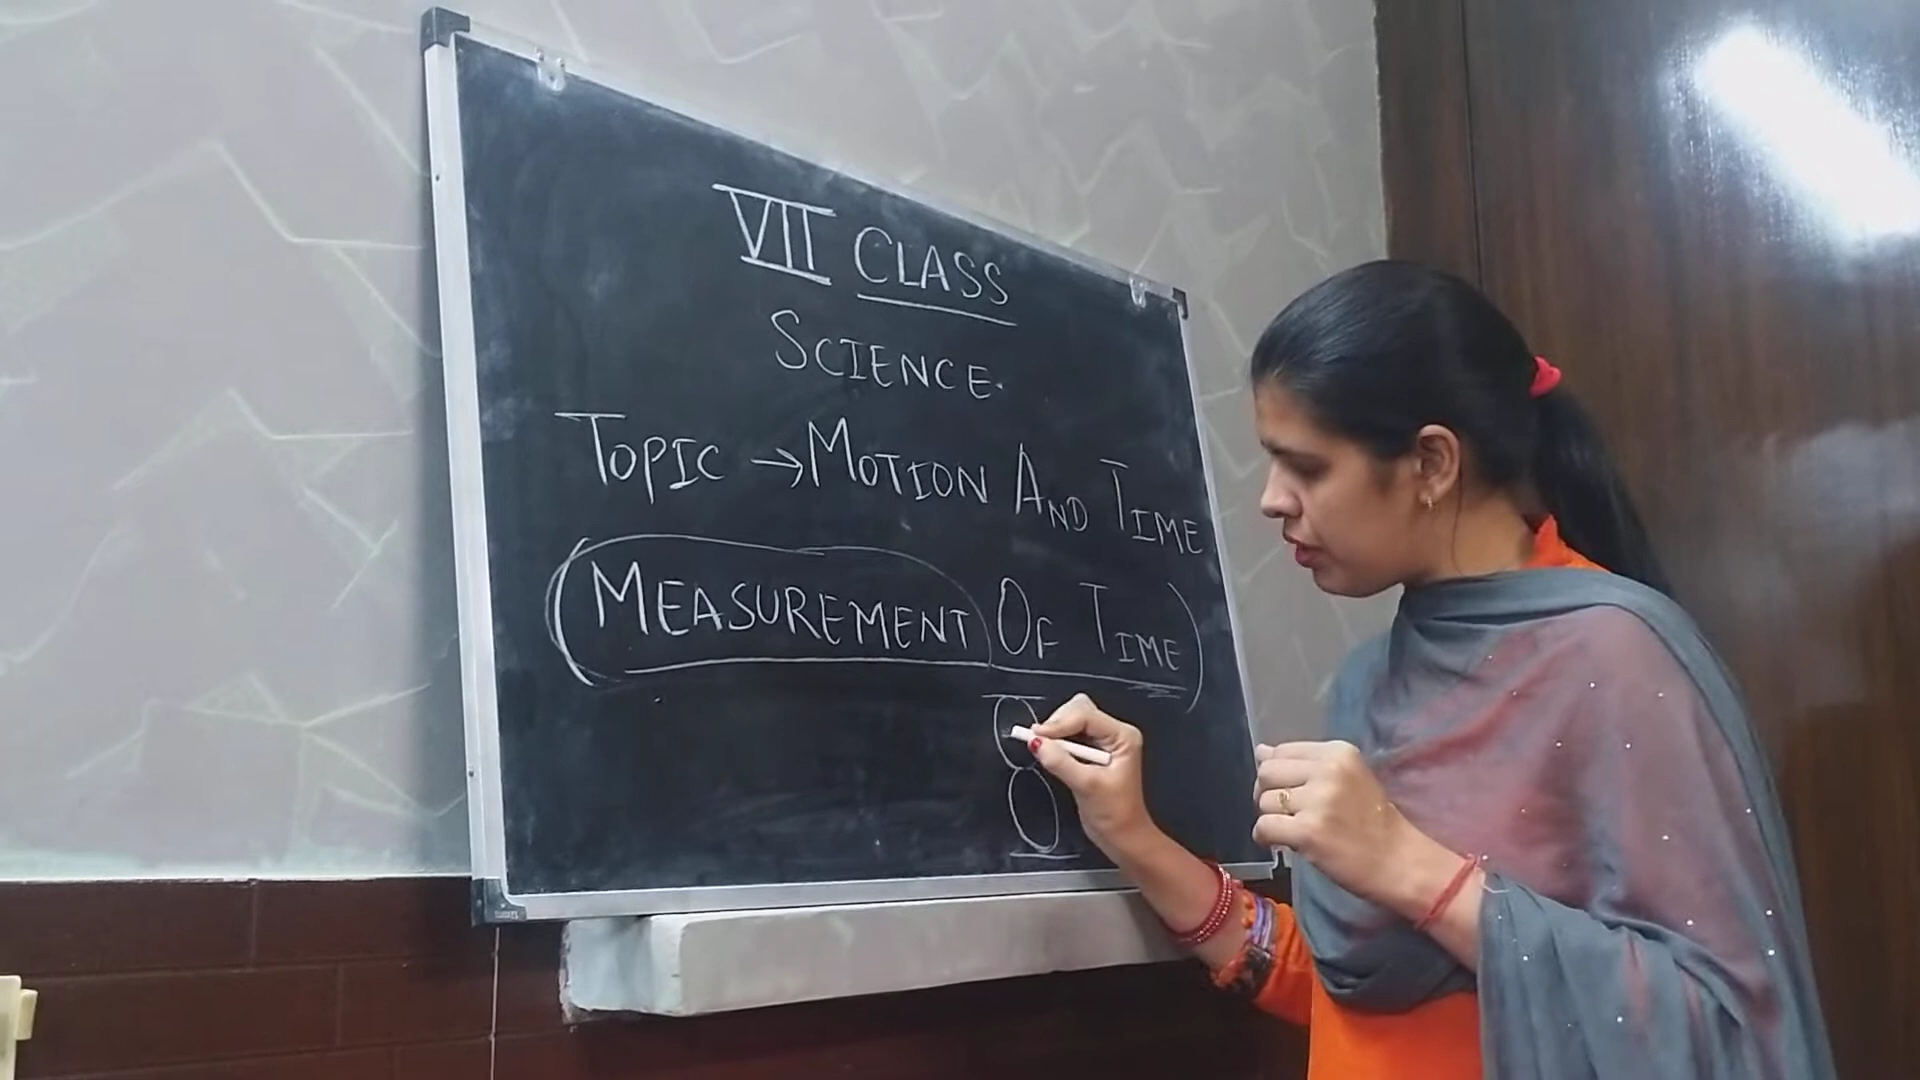 VII CLASS
SCIENCE.
TOPIC → MOTION AND TIME
(MEASUREMENT OF TIME)